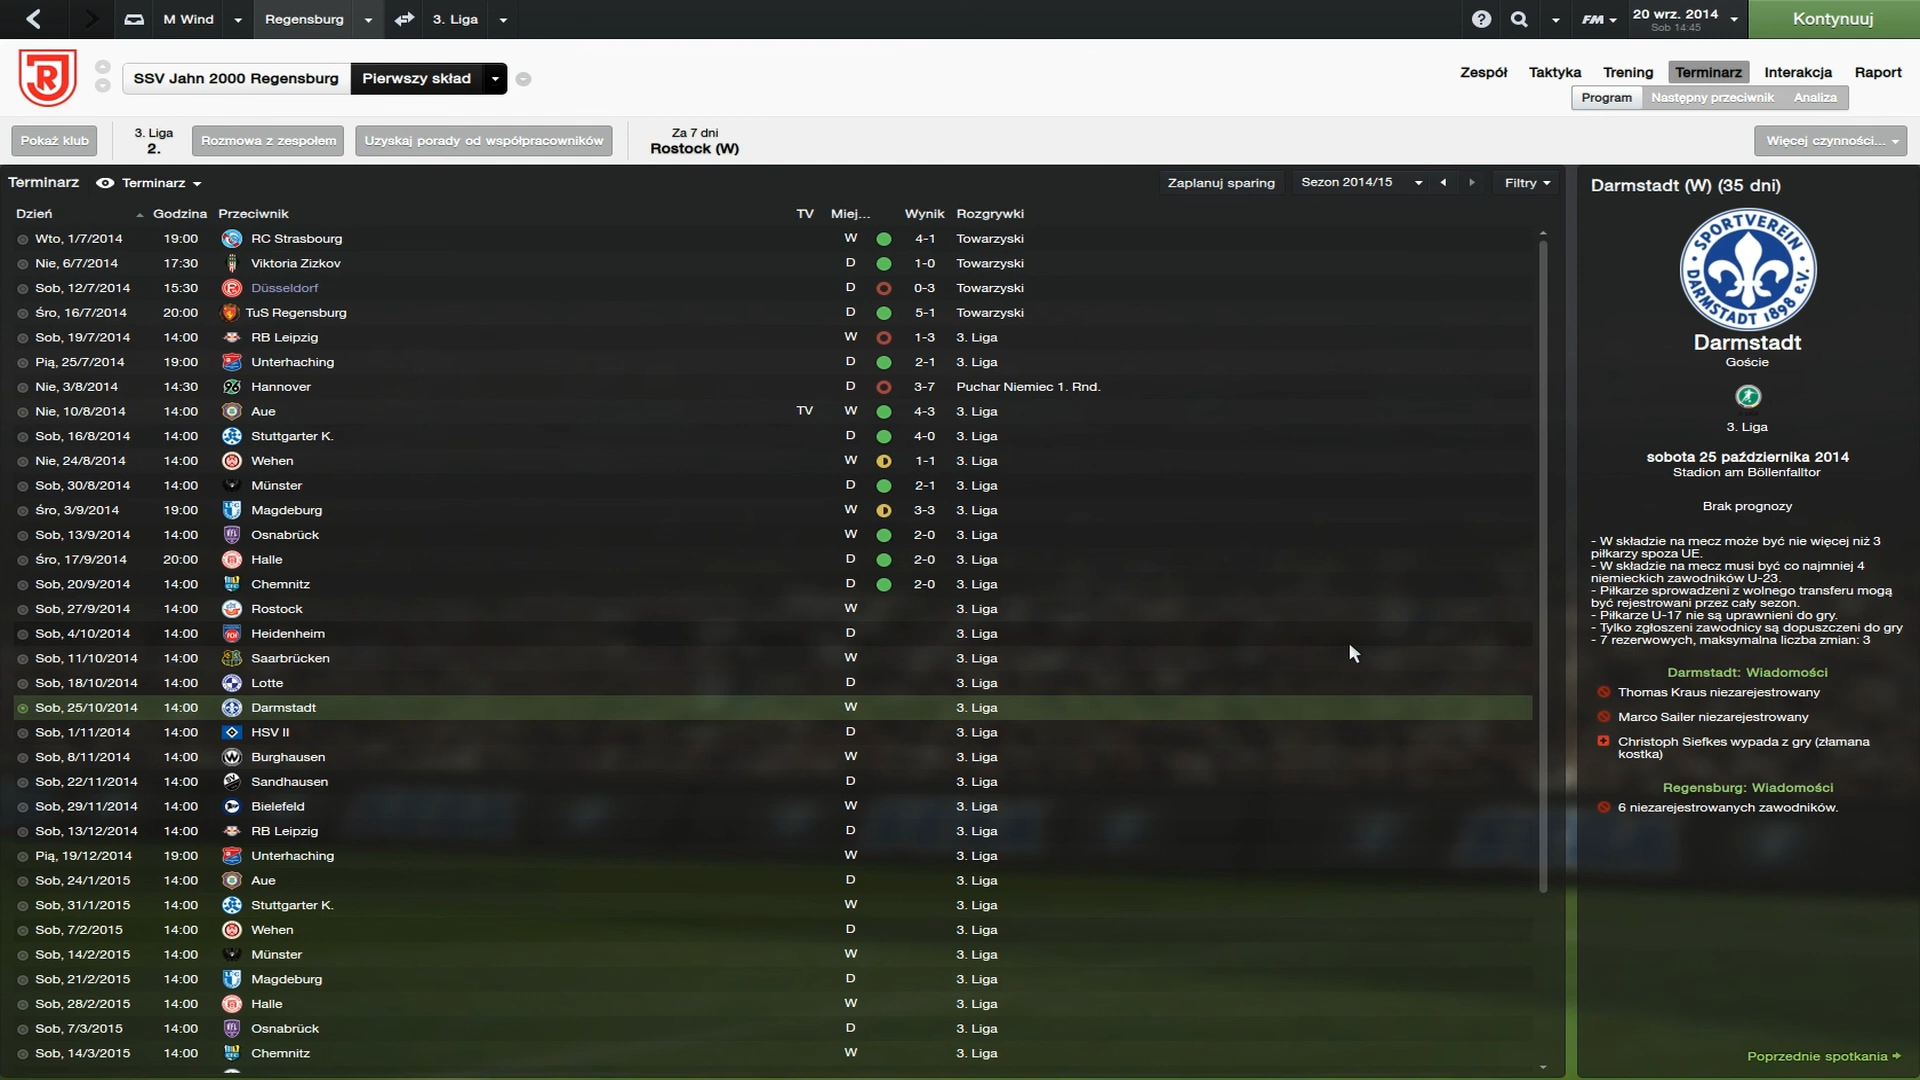 M Wind
Regensburg
3. Liga
FM
20 wrz. 2014
Sob 14:45
Kontynuuj
SSV Jahn 2000 Regensburg
Pierwszy skład
Zespół Taktyka Trening Terminarz Interakcja Raport
Program Następny przeciwnik Analiza
Pokaż klub
3. Liga
2.
Rozmowa z zespołem
Uzyskaj porady od współpracowników
Za 7 dni
Rostock (W)
Więcej czynności...
Terminarz Terminarz
Zaplanuj sparing
Sezon 2014/15
Filtry
Dzień Godzina Przeciwnik TV Miej... Wynik Rozgrywki
Wto, 1/7/2014 19:00 RC Strasbourg W 4-1 Towarzyski
Nie, 6/7/2014 17:30 Viktoria Zizkov D 1-0 Towarzyski
Sob, 12/7/2014 15:30 Düsseldorf D 0-3 Towarzyski
Śro, 16/7/2014 20:00 TuS Regensburg D 5-1 Towarzyski
Sob, 19/7/2014 14:00 RB Leipzig W 1-3 3. Liga
Pią, 25/7/2014 19:00 Unterhaching D 2-1 3. Liga
Nie, 3/8/2014 14:30 Hannover D 3-7 Puchar Niemiec 1. Rnd.
Nie, 10/8/2014 14:00 Aue TV W 4-3 3. Liga
Sob, 16/8/2014 14:00 Stuttgarter K. D 4-0 3. Liga
Nie, 24/8/2014 14:00 Wehen W 1-1 3. Liga
Sob, 30/8/2014 14:00 Münster D 2-1 3. Liga
Śro, 3/9/2014 19:00 Magdeburg W 3-3 3. Liga
Sob, 13/9/2014 14:00 Osnabrück W 2-0 3. Liga
Śro, 17/9/2014 20:00 Halle D 2-0 3. Liga
Sob, 20/9/2014 14:00 Chemnitz D 2-0 3. Liga
Sob, 27/9/2014 14:00 Rostock W 3. Liga
Sob, 4/10/2014 14:00 Heidenheim D 3. Liga
Sob, 11/10/2014 14:00 Saarbrücken W 3. Liga
Sob, 18/10/2014 14:00 Lotte D 3. Liga
Sob, 25/10/2014 14:00 Darmstadt W 3. Liga
Sob, 1/11/2014 14:00 HSV II D 3. Liga
Sob, 8/11/2014 14:00 Burghausen W 3. Liga
Sob, 22/11/2014 14:00 Sandhausen D 3. Liga
Sob, 29/11/2014 14:00 Bielefeld W 3. Liga
Sob, 13/12/2014 14:00 RB Leipzig D 3. Liga
Pią, 19/12/2014 19:00 Unterhaching W 3. Liga
Sob, 24/1/2015 14:00 Aue D 3. Liga
Sob, 31/1/2015 14:00 Stuttgarter K. W 3. Liga
Sob, 7/2/2015 14:00 Wehen D 3. Liga
Sob, 14/2/2015 14:00 Münster W 3. Liga
Sob, 21/2/2015 14:00 Magdeburg D 3. Liga
Sob, 28/2/2015 14:00 Halle W 3. Liga
Sob, 7/3/2015 14:00 Osnabrück D 3. Liga
Sob, 14/3/2015 14:00 Chemnitz W 3. Liga
Darmstadt (W) (35 dni)
SPORTVEREIN
DARMSTADT 1898 e.V.
Darmstadt
Goście
3. Liga
sobota 25 października 2014
Stadion am Böllenfalltor
Brak prognozy
- W składzie na mecz może być nie więcej niż 3
piłkarzy spoza UE.
- W składzie na mecz musi być co najmniej 4
niemieckich zawodników U-23.
- Piłkarze sprowadzeni z wolnego transferu mogą
być rejestrowani przez cały sezon.
- Piłkarze U-17 nie są uprawnieni do gry.
- Tylko zgłoszeni zawodnicy są dopuszczeni do gry
- 7 rezerwowych, maksymalna liczba zmian: 3
Darmstadt: Wiadomości
Thomas Kraus niezarejestrowany
Marco Sailer niezarejestrowany
Christoph Siefkes wypada z gry (złamana
kostka)
Regensburg: Wiadomości
6 niezarejestrowanych zawodników.
Poprzednie spotkania